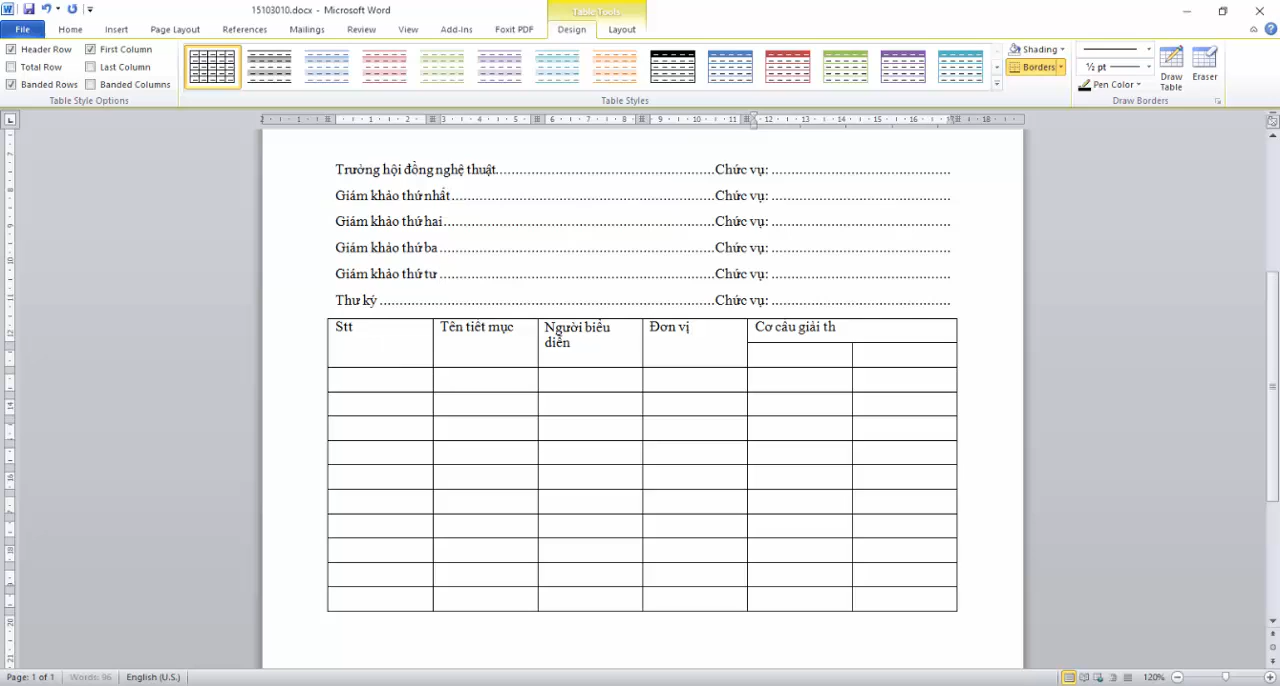 15103010.docx - Microsoft Word
Table Tools
File Home Insert Page Layout References Mailings Review View Add-Ins Foxit PDF Design Layout
Header Row First Column
Total Row Last Column
Banded Rows Banded Columns
Table Style Options
Table Styles
Shading
Borders
½ pt
Pen Color
Draw Table
Eraser
Draw Borders
Trưởng hội đồng nghệ thuật............................................................Chức vụ: .................................................
Giám khảo thứ nhất........................................................................Chức vụ: .................................................
Giám khảo thứ hai..........................................................................Chức vụ: .................................................
Giám khảo thứ ba ...........................................................................Chức vụ: .................................................
Giám khảo thứ tư ...........................................................................Chức vụ: .................................................
Thư ký ............................................................................................Chức vụ: .................................................
Stt Tên tiết mục Người biểu diễn Đơn vị Cơ câu giải th
Page: 1 of 1 Words: 96 English (U.S.) 120%